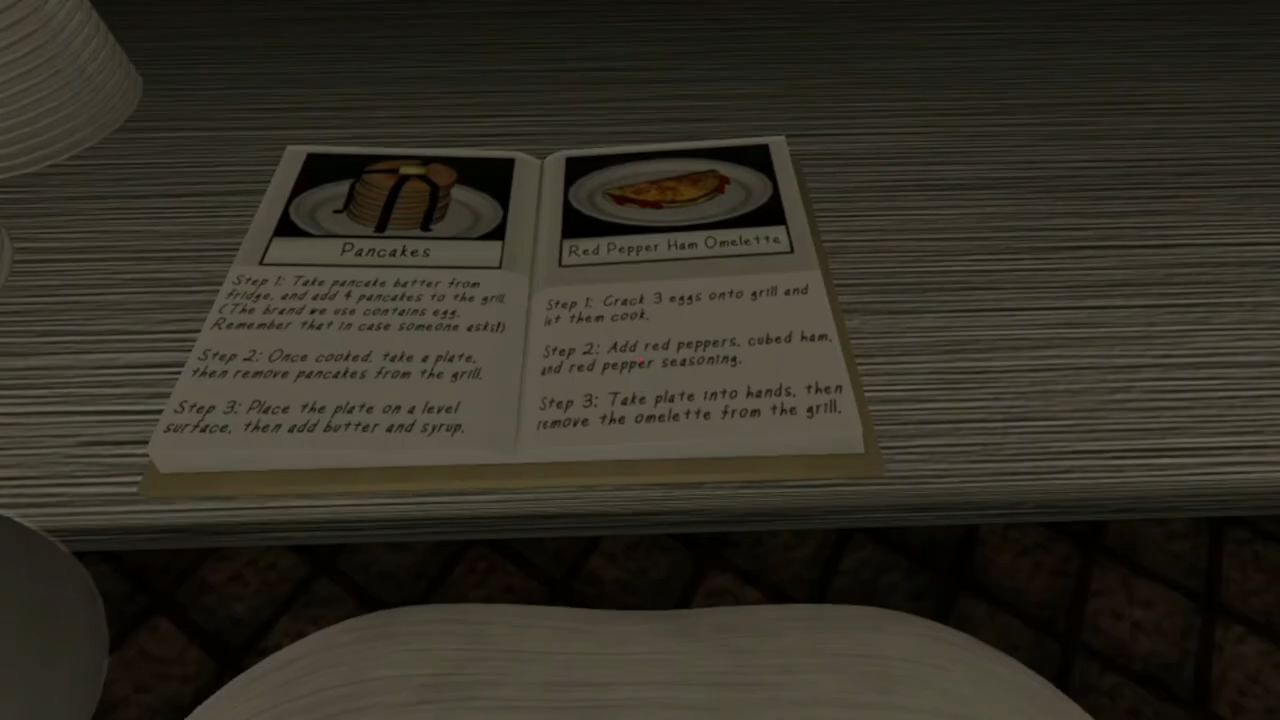 Pancakes
Step 1: Take pancake batter from
fridge, and add 4 pancakes to the grill
(The brand we use contains egg.
Remember that in case someone asks!)
Step 2: Once cooked, take a plate,
then remove pancakes from the grill.
Step 3: Place the plate on a level
surface, then add butter and syrup.
Red Pepper Ham Omelette
Step 1: Crack 3 eggs onto grill and
let them cook.
Step 2: Add red peppers, cubed ham,
and red pepper seasoning.
Step 3: Take plate into hands, then
remove the omelette from the grill.